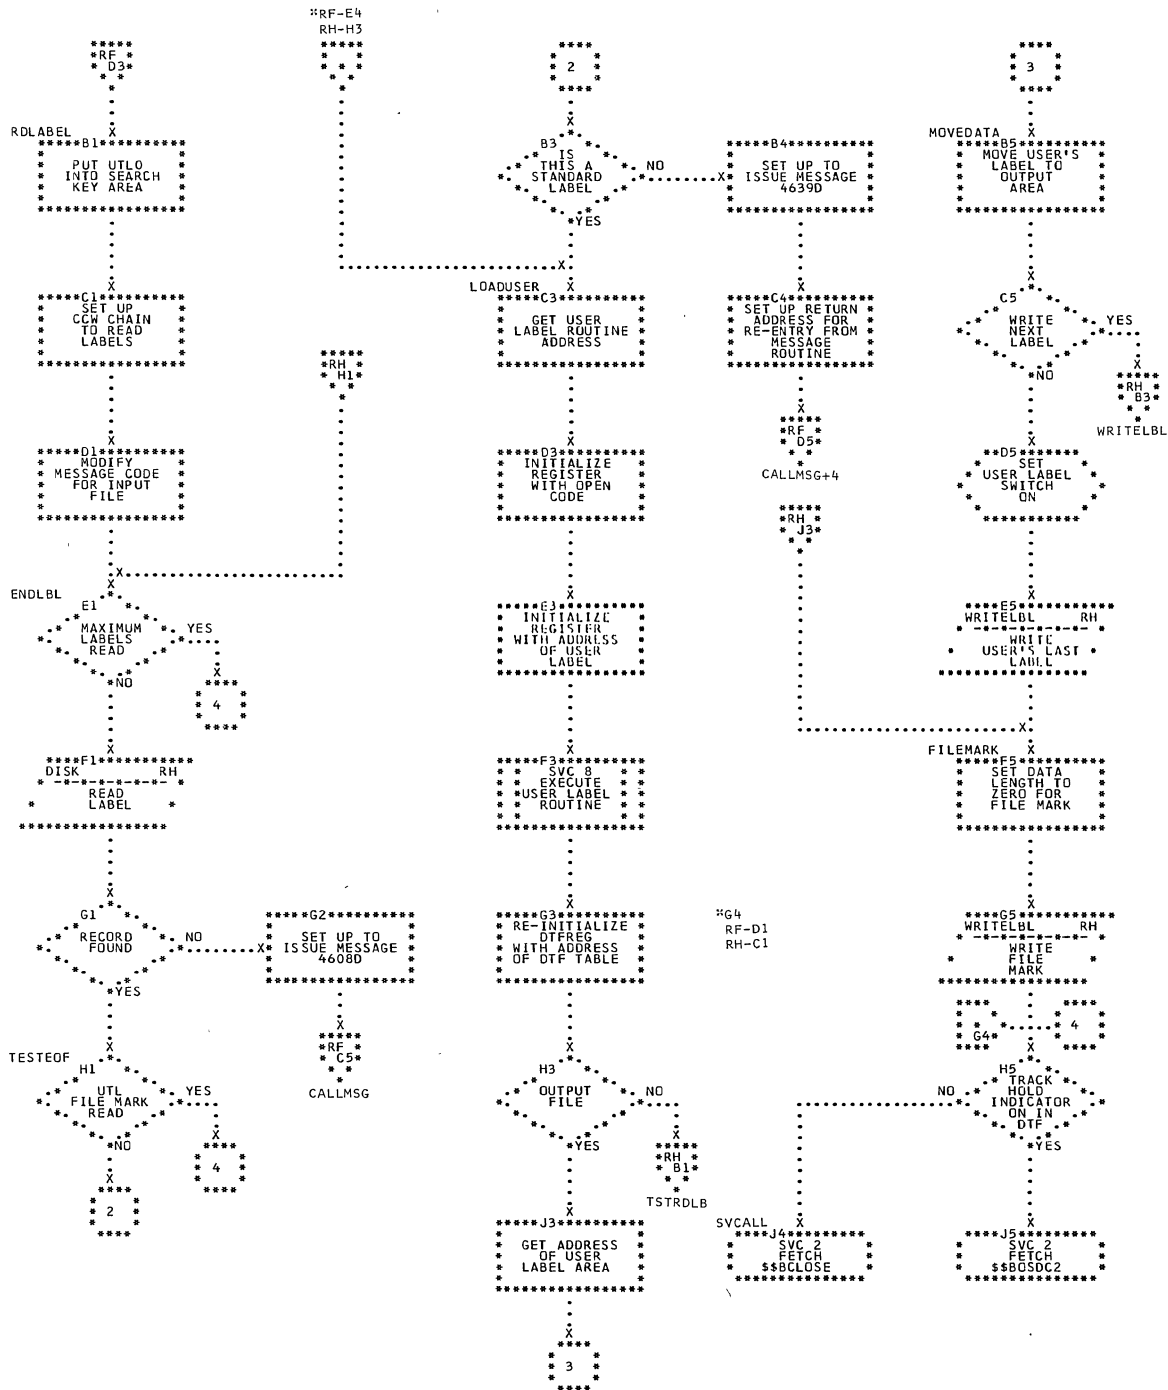 *RF-E4
RH-H3
RF
D3
2
3
RDLABEL
B1
PUT UTLO
INTO SEARCH
KEY AREA
B3
IS
THIS A
STANDARD
LABEL
NO
YES
B4
SET UP TO
ISSUE MESSAGE
4639D
MOVEDATA
B5
MOVE USER'S
LABEL TO
OUTPUT
AREA
C1
SET UP
CCW CHAIN
TO READ
LABELS
LOADUSER
C3
GET USER
LABEL ROUTINE
ADDRESS
C4
SET UP RETURN
ADDRESS FOR
RE-ENTRY FROM
MESSAGE
ROUTINE
C5
WRITE
NEXT
LABEL
YES
NO
RH
H1
RH
B3
WRITELBL
RF
D5
CALLMSG+4
D1
MODIFY
MESSAGE CODE
FOR INPUT
FILE
D3
INITIALIZE
REGISTER
WITH OPEN
CODE
D5
SET
USER LABEL
SWITCH
ON
RH
J3
ENDLBL
E1
MAXIMUM
LABELS
READ
YES
NO
4
E3
INITIALIZE
REGISTER
WITH ADDRESS
OF USER
LABEL
E5
WRITELBL RH
WRITE
USER'S LAST
LABEL
F1
DISK RH
READ
LABEL
F3
SVC 8
EXECUTE
USER LABEL
ROUTINE
FILEMARK
F5
SET DATA
LENGTH TO
ZERO FOR
FILE MARK
G1
RECORD
FOUND
NO
YES
G2
SET UP TO
ISSUE MESSAGE
4608D
G3
RE-INITIALIZE
DTFREG
WITH ADDRESS
OF DTF TABLE
*G4
RF-D1
RH-C1
G5
WRITELBL RH
WRITE
FILE
MARK
RF
C5
CALLMSG
G4
4
TESTEOF
H1
UTL
FILE MARK
READ
YES
NO
4
2
H3
OUTPUT
FILE
NO
YES
RH
B1
TSTRDLB
H5
TRACK
HOLD
INDICATOR
ON IN
DTF
NO
YES
J3
GET ADDRESS
OF USER
LABEL AREA
SVCALL
J4
SVC 2
FETCH
$$BCLOSE
J5
SVC 2
FETCH
$$BOSDC2
3